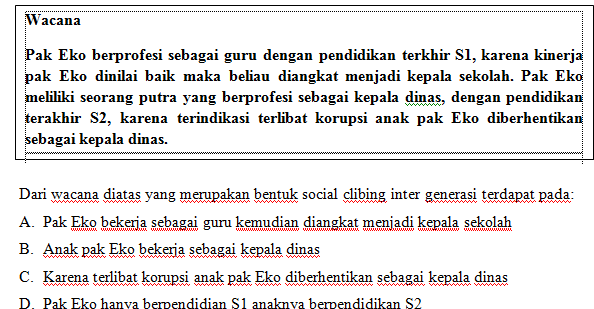 Wacana
Pak Eko berprofesi sebagai guru dengan pendidikan terkhir S1, karena kinerja
pak Eko dinilai baik maka beliau diangkat menjadi kepala sekolah. Pak Eko
meliliki seorang putra yang berprofesi sebagai kepala dinas, dengan pendidikan
terakhir S2, karena terindikasi terlibat korupsi anak pak Eko diberhentikan
sebagai kepala dinas.
Dari wacana diatas yang merupakan bentuk social clibing inter generasi terdapat pada:
A. Pak Eko bekerja sebagai guru kemudian diangkat menjadi kepala sekolah
B. Anak pak Eko bekerja sebagai kepala dinas
C. Karena terlibat korupsi anak pak Eko diberhentikan sebagai kepala dinas
D. Pak Eko hanya berpendidian S1 anaknya berpendidikan S2